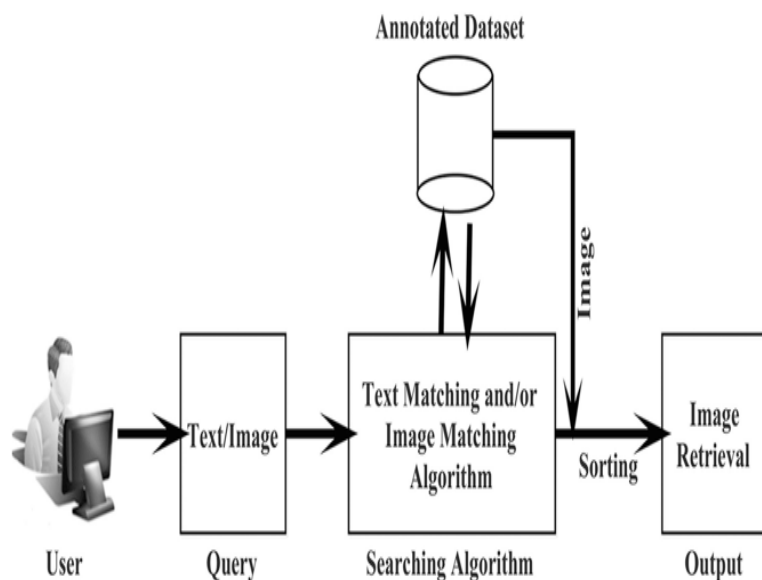 Annotated Dataset
Image
Text/Image
Text Matching and/or
Image Matching
Algorithm
Sorting
Image
Retrieval
User
Query
Searching Algorithm
Output